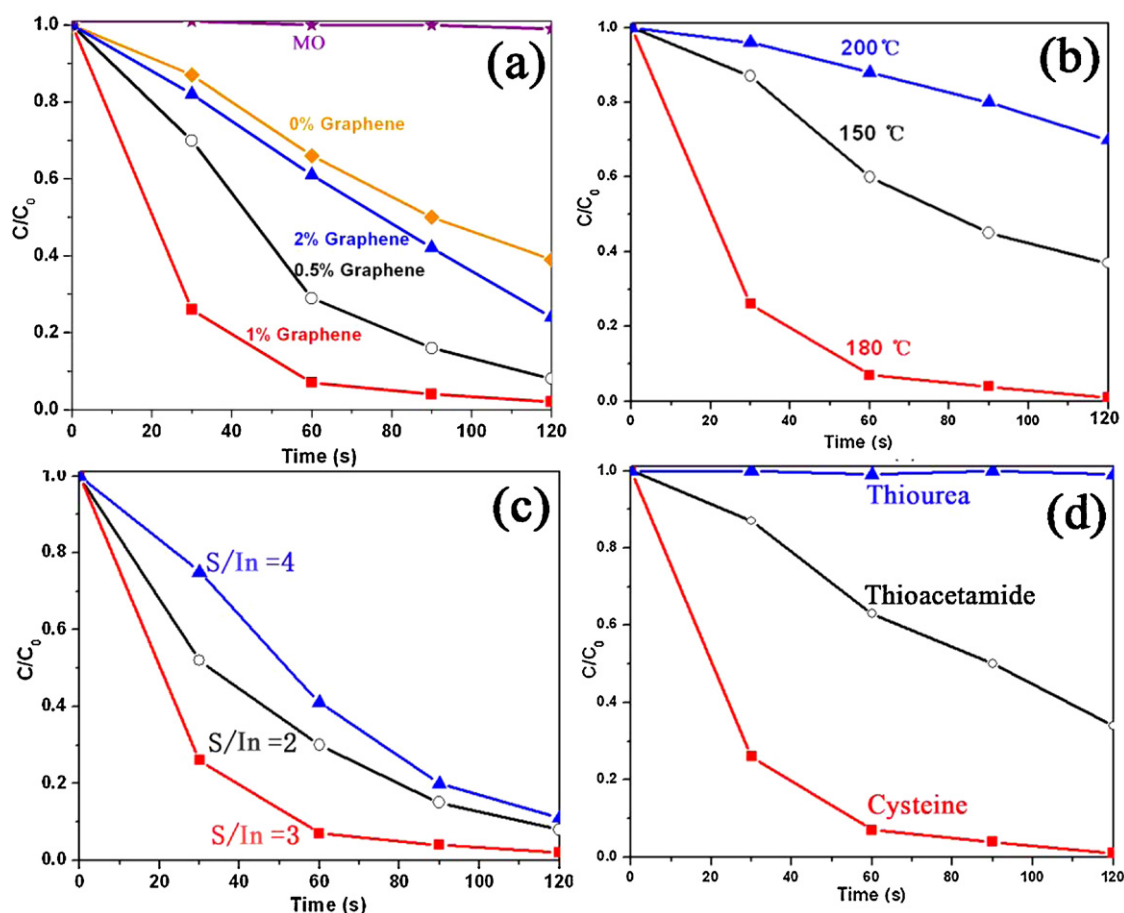 (a)
MO
0% Graphene
2% Graphene
0.5% Graphene
1% Graphene
C/C0
1.0
0.8
0.6
0.4
0.2
0.0
0 20 40 60 80 100 120
Time (s)
(b)
200℃
150 ℃
180 ℃
C/C0
1.0
0.8
0.6
0.4
0.2
0.0
0 20 40 60 80 100 120
Time (s)
(c)
S/In =4
S/In =2
S/In =3
C/C0
1.0
0.8
0.6
0.4
0.2
0.0
0 20 40 60 80 100 120
Time (s)
(d)
Thiourea
Thioacetamide
Cysteine
C/C0
1.0
0.8
0.6
0.4
0.2
0.0
0 20 40 60 80 100 120
Time (s)